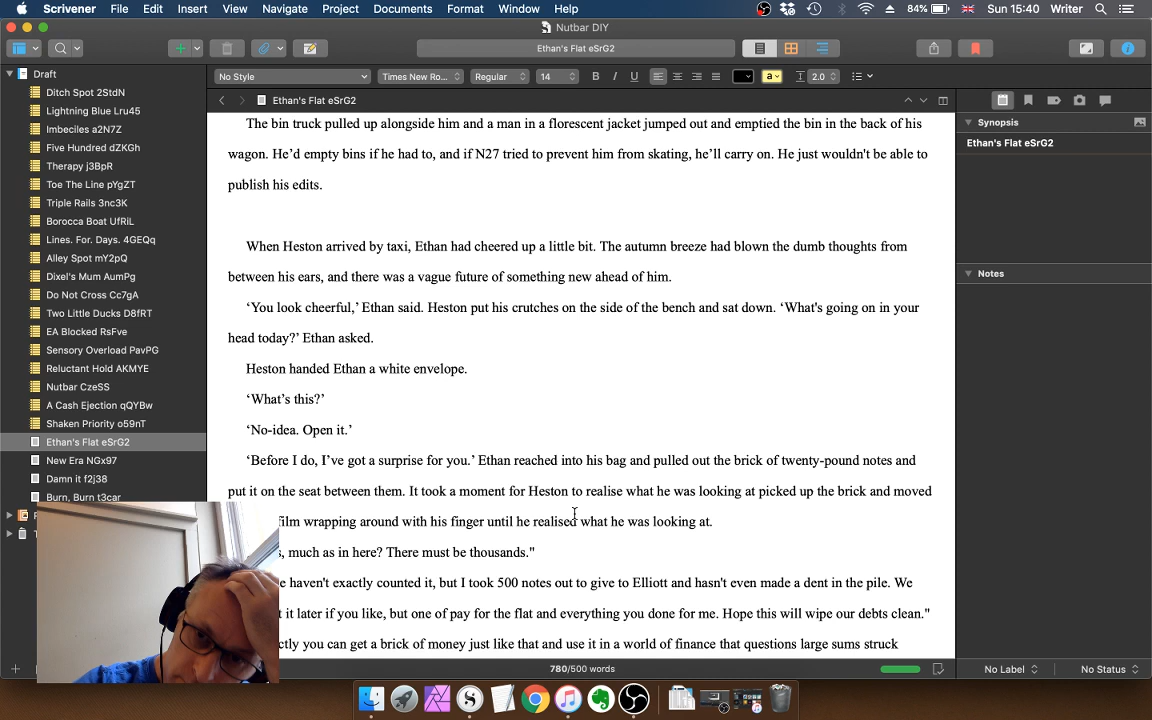 Scrivener File Edit Insert View Navigate Project Documents Format Window Help 84% Sun 15:40 Writer
Nutbar DIY
Ethan's Flat eSrG2
No Style Times New Ro... Regular 14 B I U a 2.0
Draft
Ditch Spot 2StdN
Lightning Blue Lru45
Imbeciles a2N7Z
Five Hundred dZKGh
Therapy j3BpR
Toe The Line pYgZT
Triple Rails 3nc3K
Borocca Boat UfRiL
Lines. For. Days. 4GEQq
Alley Spot mY2pQ
Dixel's Mum AumPg
Do Not Cross Cc7gA
Two Little Ducks D8fRT
EA Blocked RsFve
Sensory Overload PavPG
Reluctant Hold AKMYE
Nutbar CzeSS
A Cash Ejection qQYBw
Shaken Priority o59nT
Ethan's Flat eSrG2
New Era NGx97
Damn it f2j38
Burn, Burn t3car
Ethan's Flat eSrG2
The bin truck pulled up alongside him and a man in a florescent jacket jumped out and emptied the bin in the back of his
wagon. He'd empty bins if he had to, and if N27 tried to prevent him from skating, he'll carry on. He just wouldn't be able to
publish his edits.
When Heston arrived by taxi, Ethan had cheered up a little bit. The autumn breeze had blown the dumb thoughts from
between his ears, and there was a vague future of something new ahead of him.
‘You look cheerful,’ Ethan said. Heston put his crutches on the side of the bench and sat down. ‘What's going on in your
head today?’ Ethan asked.
Heston handed Ethan a white envelope.
‘What’s this?’
‘No-idea. Open it.’
‘Before I do, I’ve got a surprise for you.’ Ethan reached into his bag and pulled out the brick of twenty-pound notes and
put it on the seat between them. It took a moment for Heston to realise what he was looking at picked up the brick and moved
film wrapping around with his finger until he realised what he was looking at.
much as in here? There must be thousands."
haven't exactly counted it, but I took 500 notes out to give to Elliott and hasn't even made a dent in the pile. We
it later if you like, but one of pay for the flat and everything you done for me. Hope this will wipe our debts clean."
you can get a brick of money just like that and use it in a world of finance that questions large sums struck
780/500 words
Synopsis
Ethan's Flat eSrG2
Notes
No Label No Status